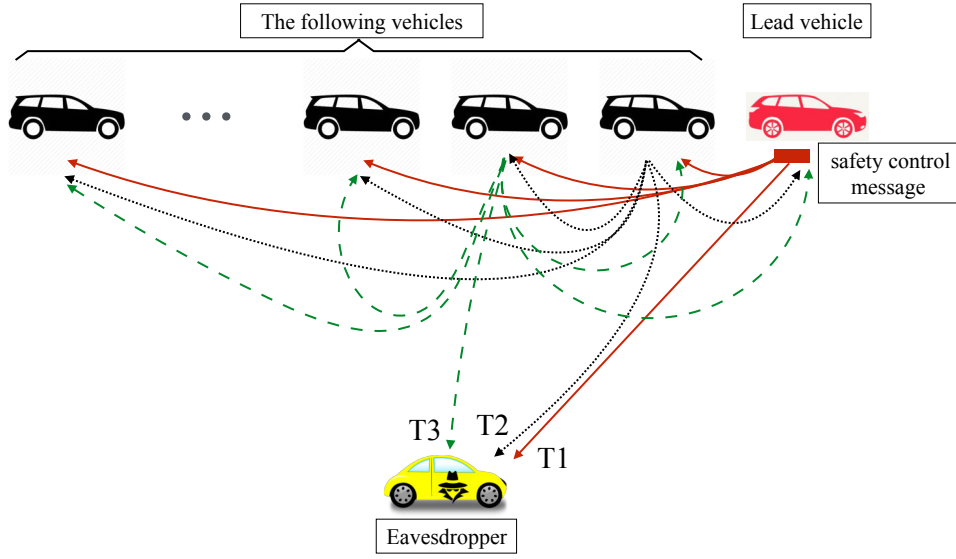 The following vehicles
Lead vehicle
safety control
message
T3
T2
T1
Eavesdropper